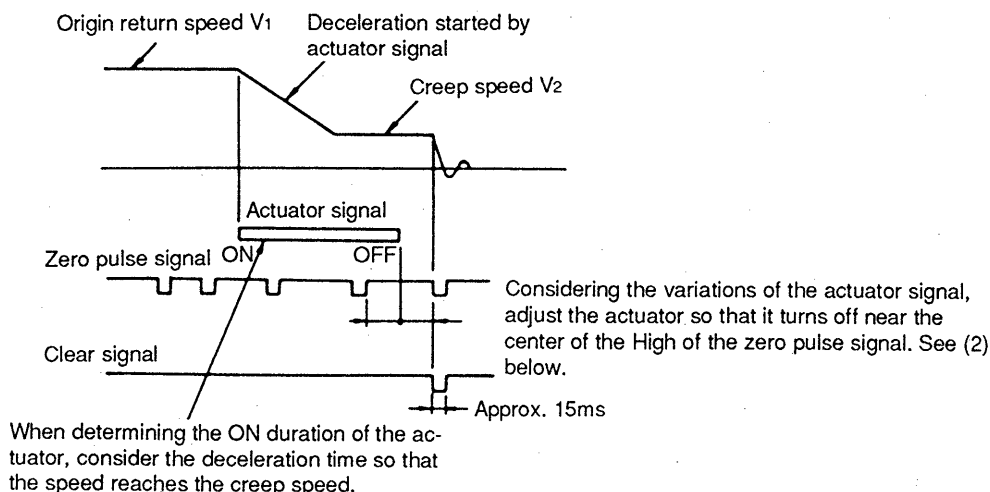 Origin return speed V1
Deceleration started by
actuator signal
Creep speed V2
Actuator signal
ON
OFF
Zero pulse signal
Considering the variations of the actuator signal,
adjust the actuator so that it turns off near the
center of the High of the zero pulse signal. See (2)
below.
Clear signal
Approx. 15ms
When determining the ON duration of the ac-
tuator, consider the deceleration time so that
the speed reaches the creep speed.